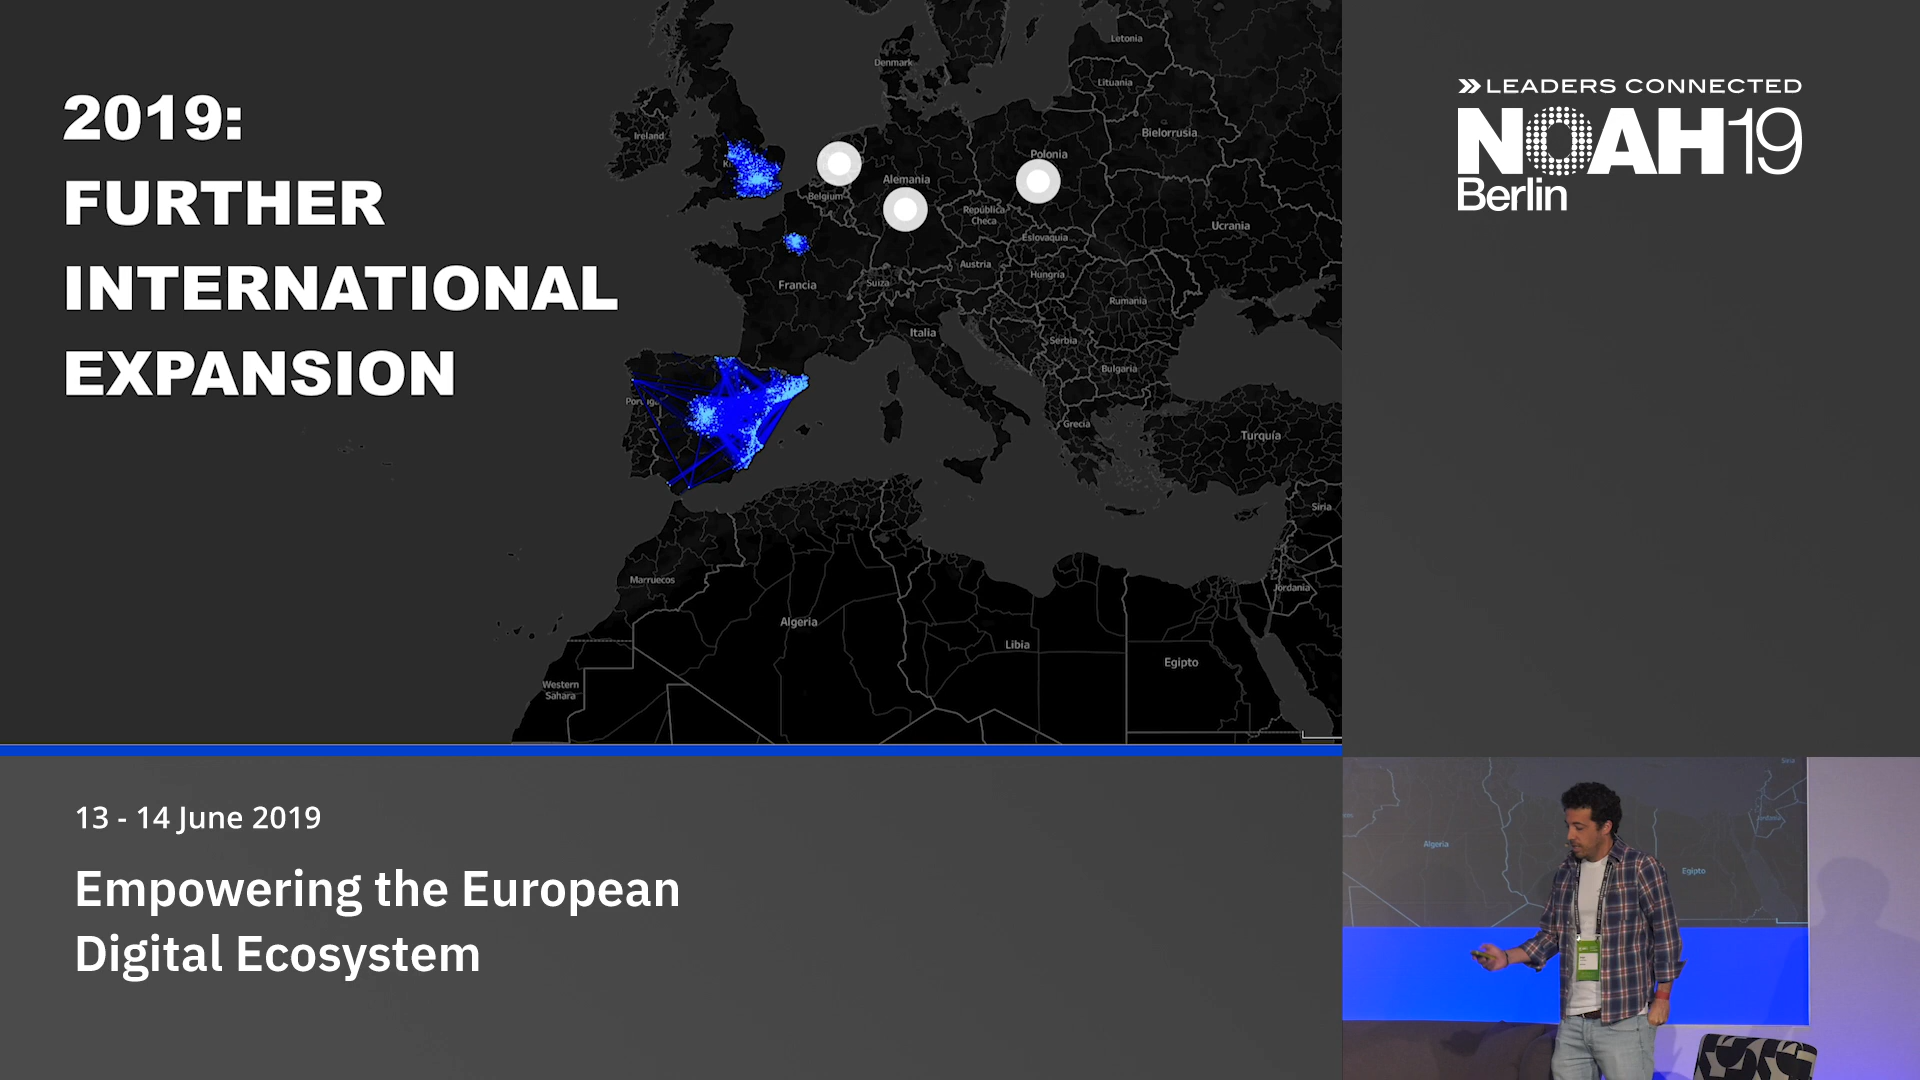 2019:
FURTHER
INTERNATIONAL
EXPANSION
Letonia
Denmark
Lituania
Ireland
Bielorrusia
Polonia
Alemania
Belgium
República
Checa
Ucrania
Eslovaquia
Austria
Hungría
Francia
Suiza
Rumania
Italia
Serbia
Bulgaria
Grecia
Turquía
Siria
Marruecos
Jordania
Algeria
Libia
Egipto
Western
Sahara
LEADERS CONNECTED
NOAH19
Berlin
13 - 14 June 2019
Empowering the European
Digital Ecosystem
Algeria
Egipto